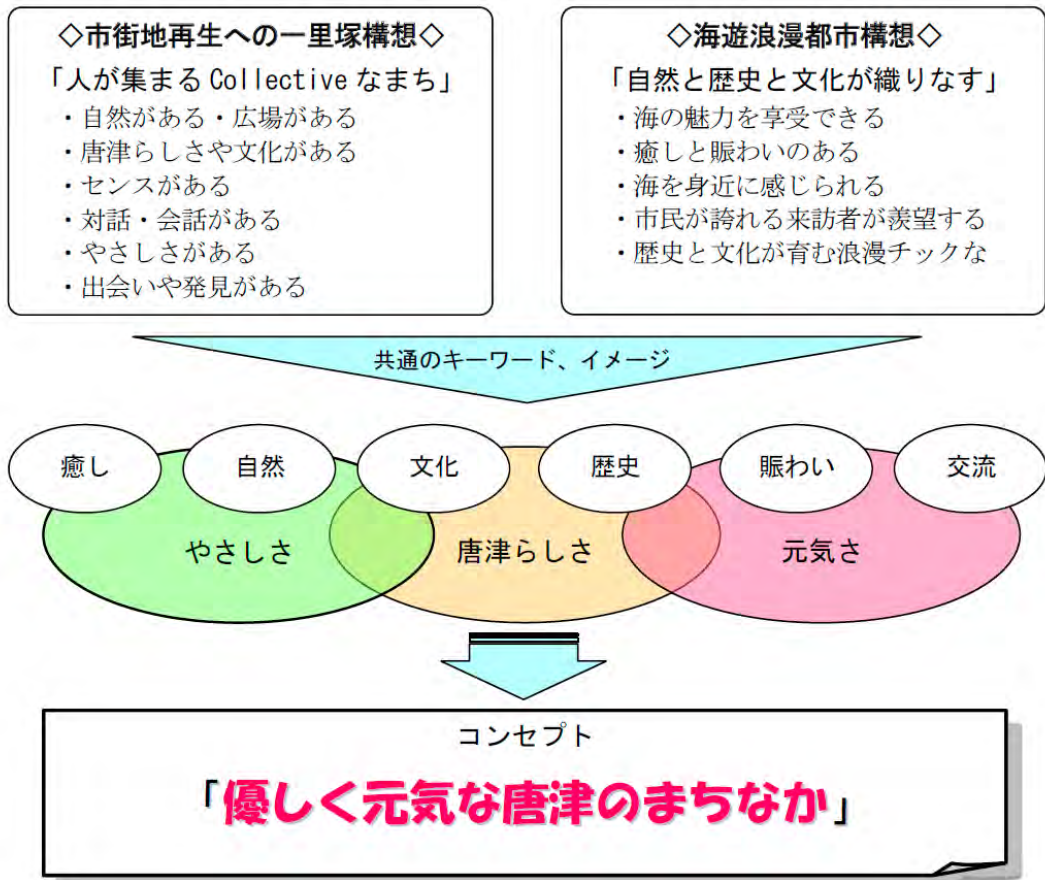 ◇市街地再生への一里塚構想◇
「人が集まる Collective なまち」
・自然がある・広場がある
・唐津らしさや文化がある
・センスがある
・対話・会話がある
・やさしさがある
・出会いや発見がある
◇海遊浪漫都市構想◇
「自然と歴史と文化が織りなす」
・海の魅力を享受できる
・癒しと賑わいのある
・海を身近に感じられる
・市民が誇れる来訪者が羨望する
・歴史と文化が育む浪漫チックな
共通のキーワード、イメージ
癒し
自然
文化
歴史
賑わい
交流
やさしさ
唐津らしさ
元気さ
コンセプト
「優しく元気な唐津のまちなか」